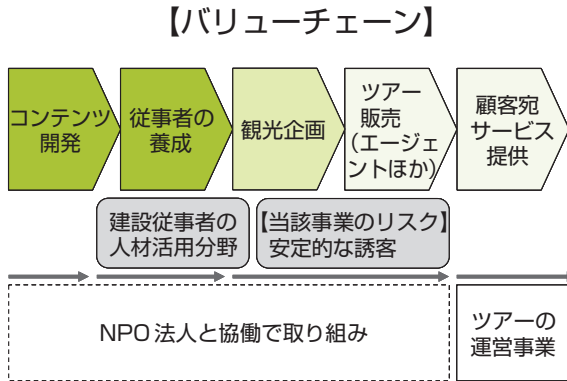 【バリューチェーン】
コンテンツ
開発
従事者の
養成
観光企画
ツアー
販売
(エージェ
ントほか)
顧客宛
サービス
提供
建設従事者の
人材活用分野
【当該事業のリスク】
安定的な誘客
NPO法人と協働で取り組み
ツアーの
運営事業